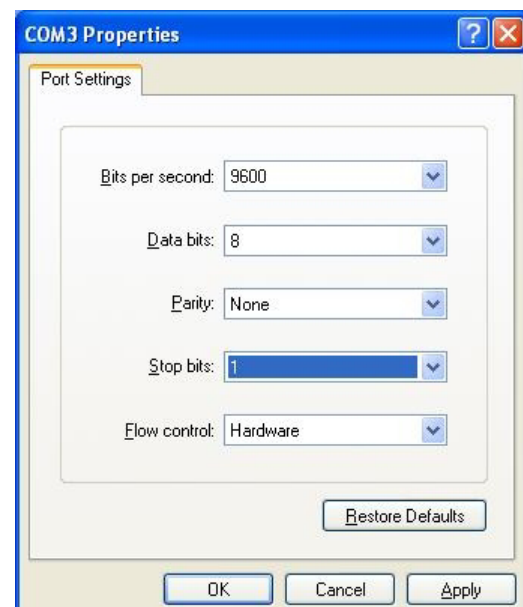 COM3 Properties
Port Settings
Bits per second: 9600
Data bits: 8
Parity: None
Stop bits: 1
Flow control: Hardware
Restore Defaults
OK Cancel Apply